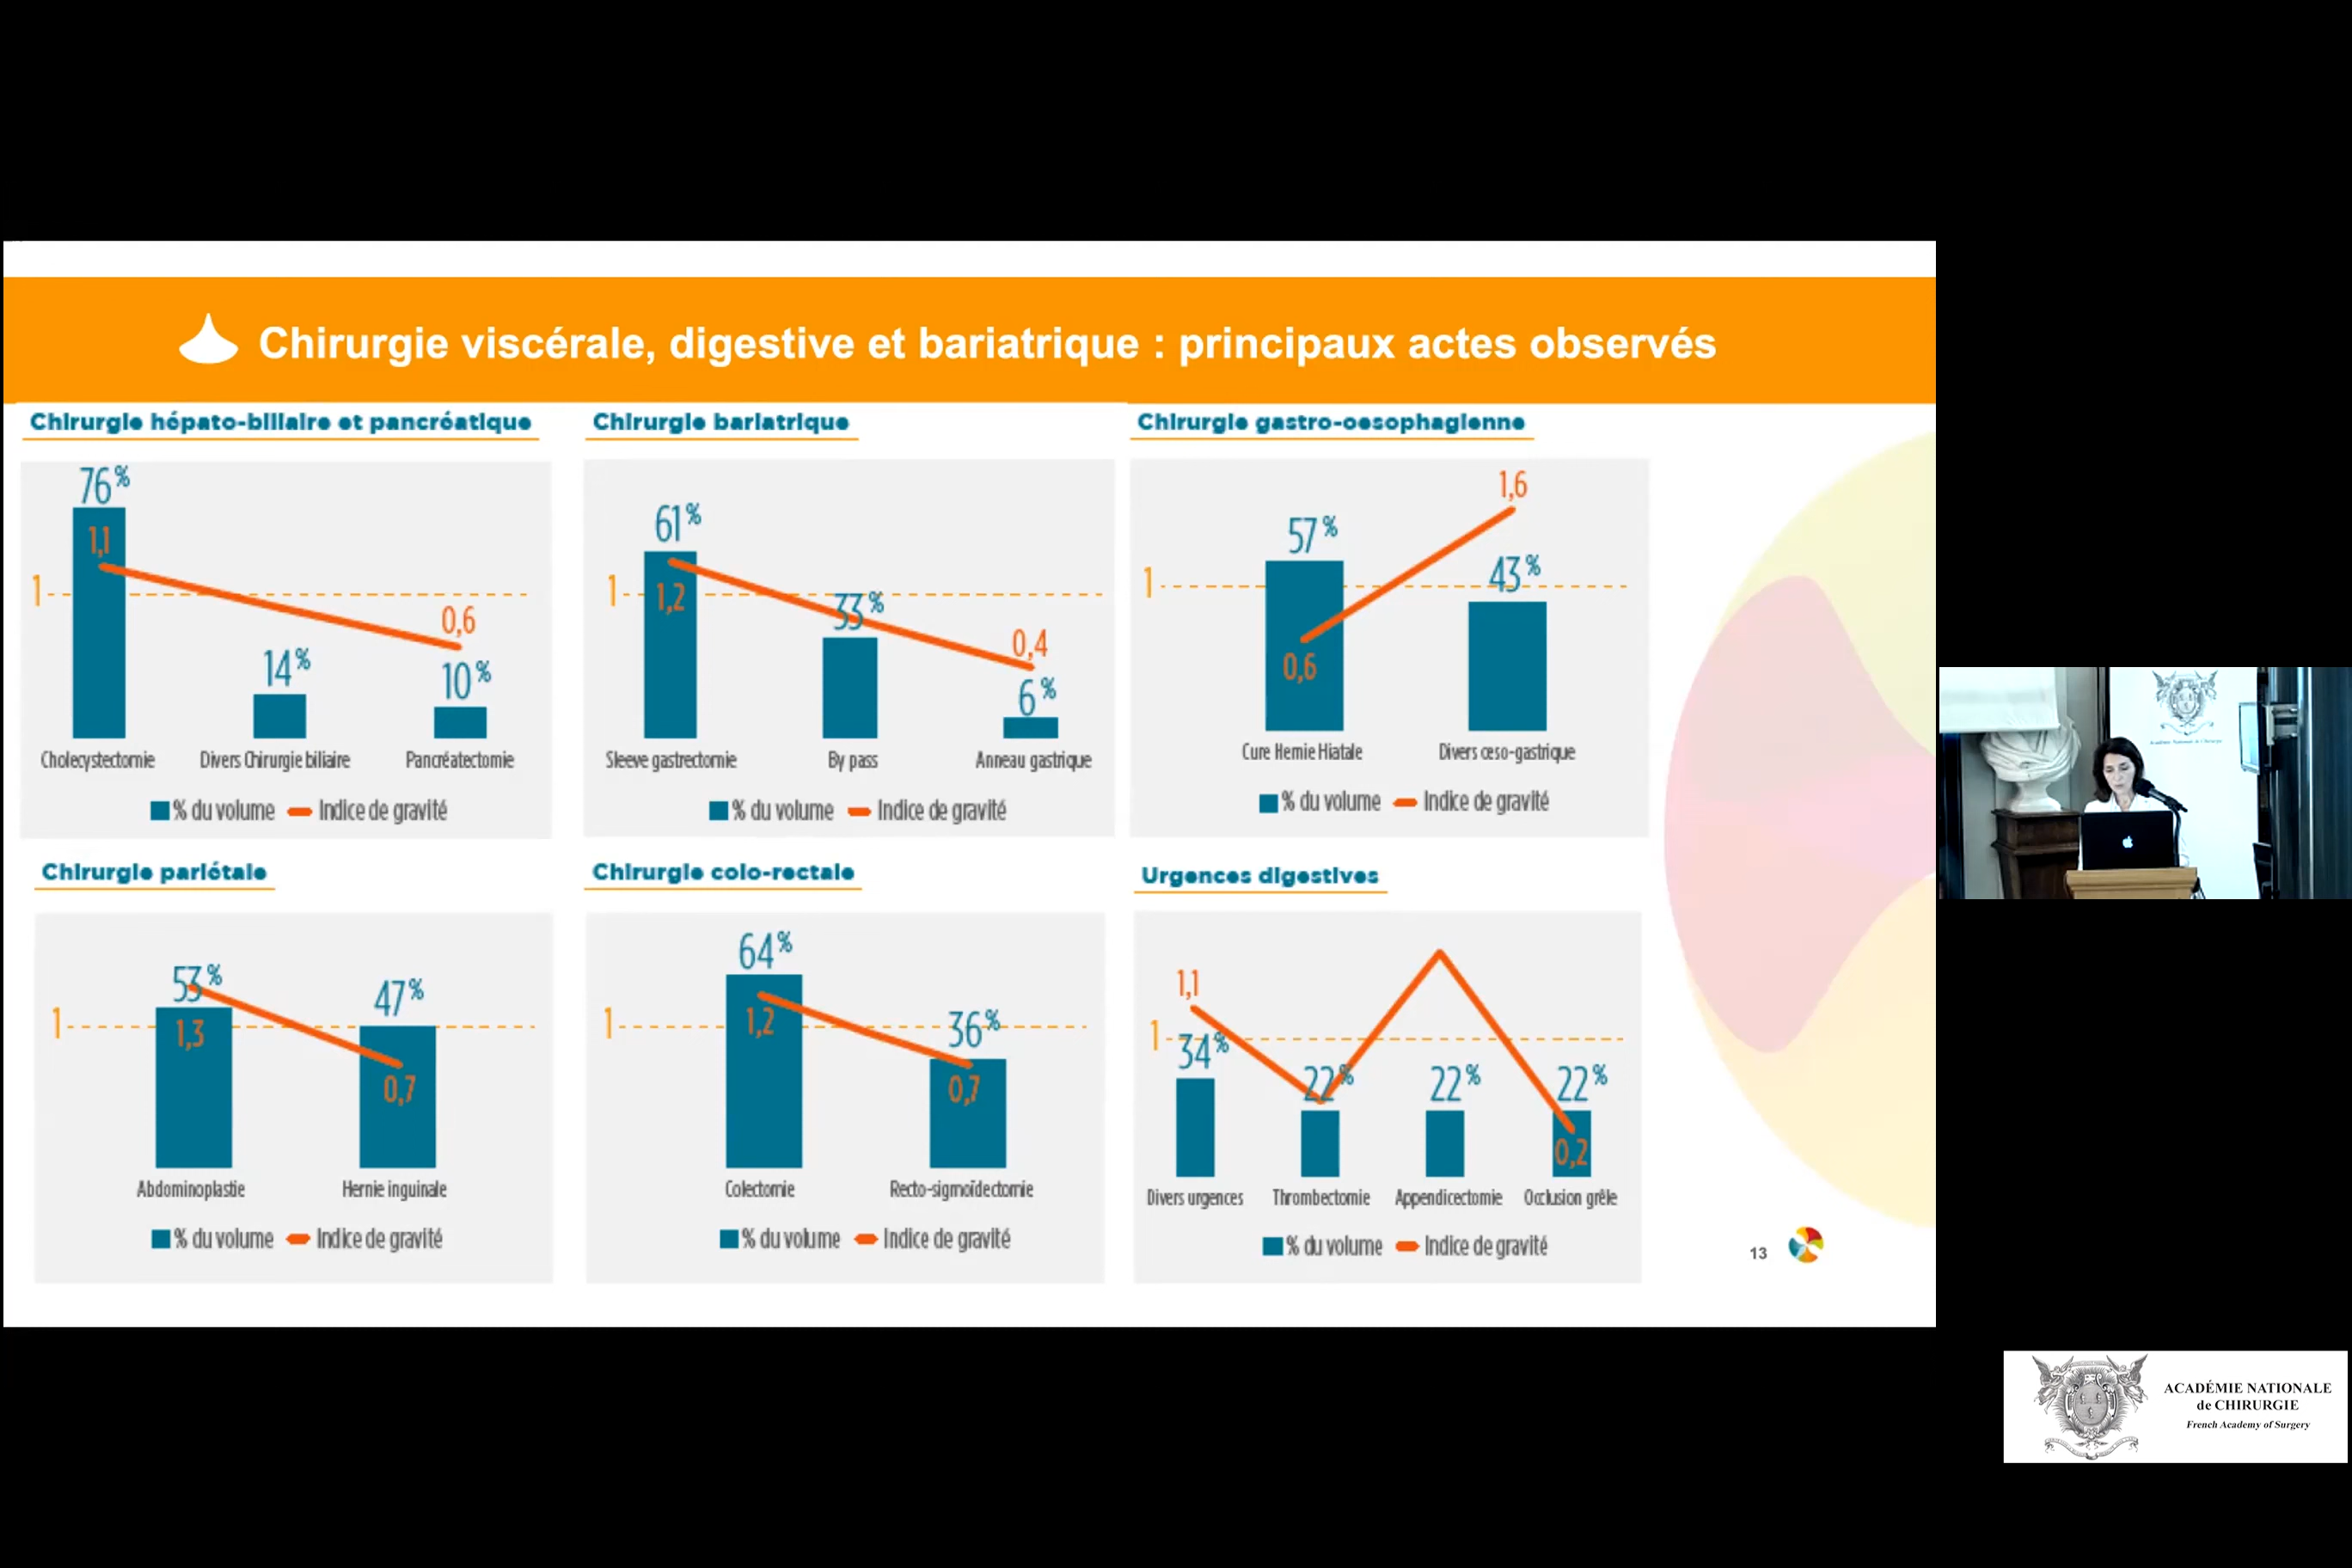 Chirurgie viscérale, digestive et bariatrique : principaux actes observés
Chirurgie hépato-biliaire et pancréatique
76%
1,1
1
14%
0,6
10%
Cholecystectomie
Divers Chirurgie biliaire
Pancréatectomie
% du volume
Indice de gravité
Chirurgie bariatrique
61%
1
1,2
33%
0,4
6%
Sleeve gastrectomie
By pass
Anneau gastrique
% du volume
Indice de gravité
Chirurgie gastro-oesophagienne
1,6
57%
1
43%
0,6
Cure Hernie Hiatale
Divers œso-gastrique
% du volume
Indice de gravité
Chirurgie pariétale
53%
47%
1
1,3
0,7
Abdominoplastie
Hernie inguinale
% du volume
Indice de gravité
Chirurgie colo-rectale
64%
1
1,2
36%
0,7
Colectomie
Recto-sigmoïdectomie
% du volume
Indice de gravité
Urgences digestives
1,1
1
34%
22%
22%
22%
0,2
Divers urgences
Thrombectomie
Appendicectomie
Occlusion grêle
% du volume
Indice de gravité
13
ACADÉMIE NATIONALE
de CHIRURGIE
French Academy of Surgery